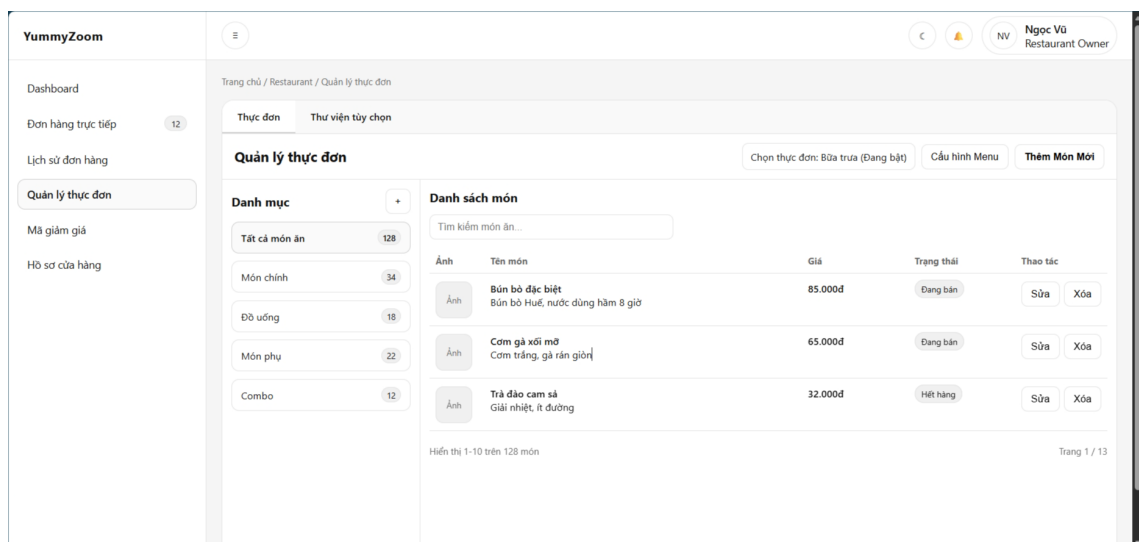 YummyZoom
NV
Ngọc Vũ
Restaurant Owner
Dashboard
Đơn hàng trực tiếp 12
Lịch sử đơn hàng
Quản lý thực đơn
Mã giảm giá
Hồ sơ cửa hàng
Trang chủ / Restaurant / Quản lý thực đơn
Thực đơn Thư viện tùy chọn
Quản lý thực đơn
Chọn thực đơn: Bữa trưa (Đang bật) Cấu hình Menu Thêm Món Mới
Danh mục +
Tất cả món ăn 128
Món chính 34
Đồ uống 18
Món phụ 22
Combo 12
Danh sách món
Tìm kiếm món ăn...
Ảnh Tên món Giá Trạng thái Thao tác
Ảnh Bún bò đặc biệt 85.000đ Đang bán Sửa Xóa
Bún bò Huế, nước dùng hầm 8 giờ
Ảnh Cơm gà xối mỡ 65.000đ Đang bán Sửa Xóa
Cơm trắng, gà rán giòn
Ảnh Trà đào cam sả 32.000đ Hết hàng Sửa Xóa
Giải nhiệt, ít đường
Hiển thị 1-10 trên 128 món Trang 1 / 13